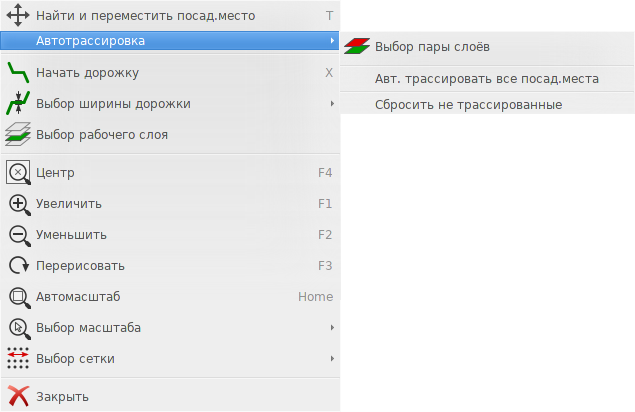 Найти и переместить посад.место T
Автотрассировка
Начать дорожку X
Выбор ширины дорожки
Выбор рабочего слоя
Центр F4
Увеличить F1
Уменьшить F2
Перерисовать F3
Автомасштаб Home
Выбор масштаба
Выбор сетки
Закрыть
Выбор пары слоёв
Авт. трассировать все посад.места
Сбросить не трассированные